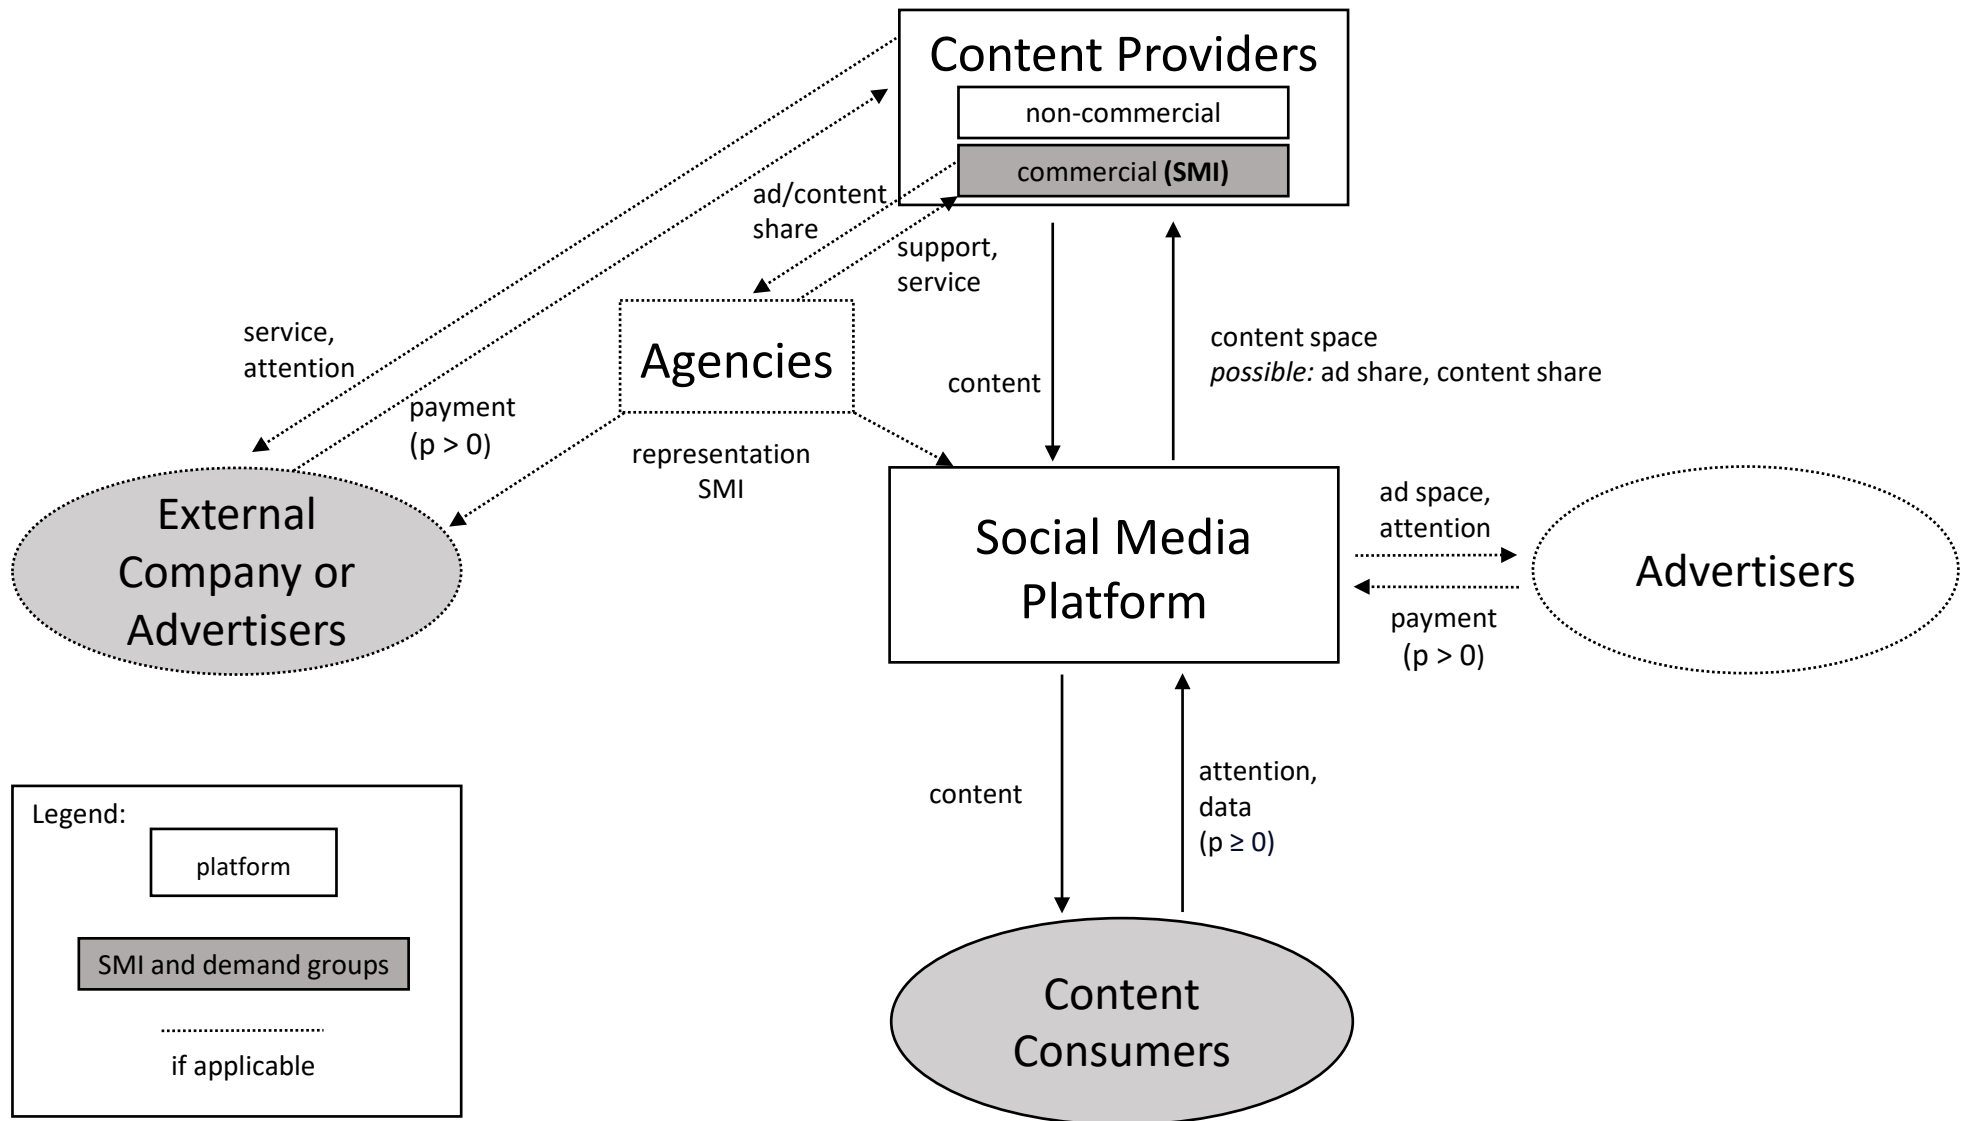 Content Providers
non-commercial
commercial (SMI)
ad/content
share
support,
service
service,
attention
Agencies
content space
possible: ad share, content share
content
payment
(p > 0)
representation
SMI
External
Company or
Advertisers
Social Media
Platform
ad space,
attention
Advertisers
payment
(p > 0)
content
attention,
data
(p ≥ 0)
Legend:
platform
SMI and demand groups
if applicable
Content
Consumers